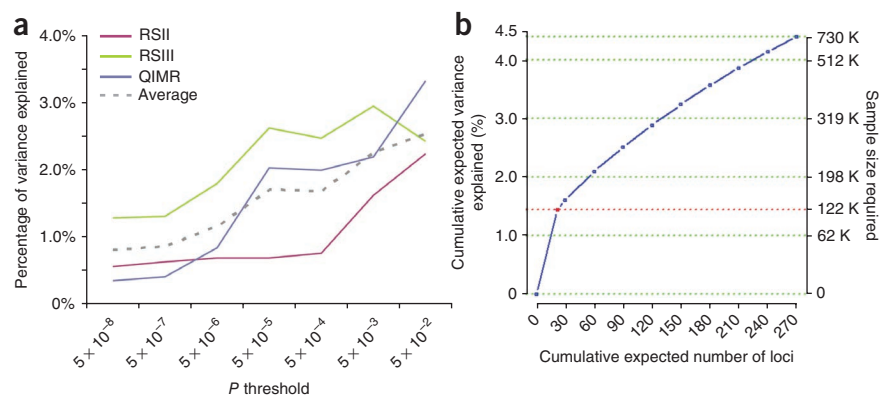 a
4.0%
3.0%
2.0%
1.0%
0%
Percentage of variance explained
RSII
RSIII
QIMR
Average
5 × 10⁻⁸
5 × 10⁻⁷
5 × 10⁻⁶
5 × 10⁻⁵
5 × 10⁻⁴
5 × 10⁻³
5 × 10⁻²
P threshold
b
4.5
4.0
3.0
2.0
1.0
0
Cumulative expected variance
explained (%)
730 K
512 K
319 K
198 K
122 K
62 K
0
Sample size required
0
30
60
90
120
150
180
210
240
270
Cumulative expected number of loci